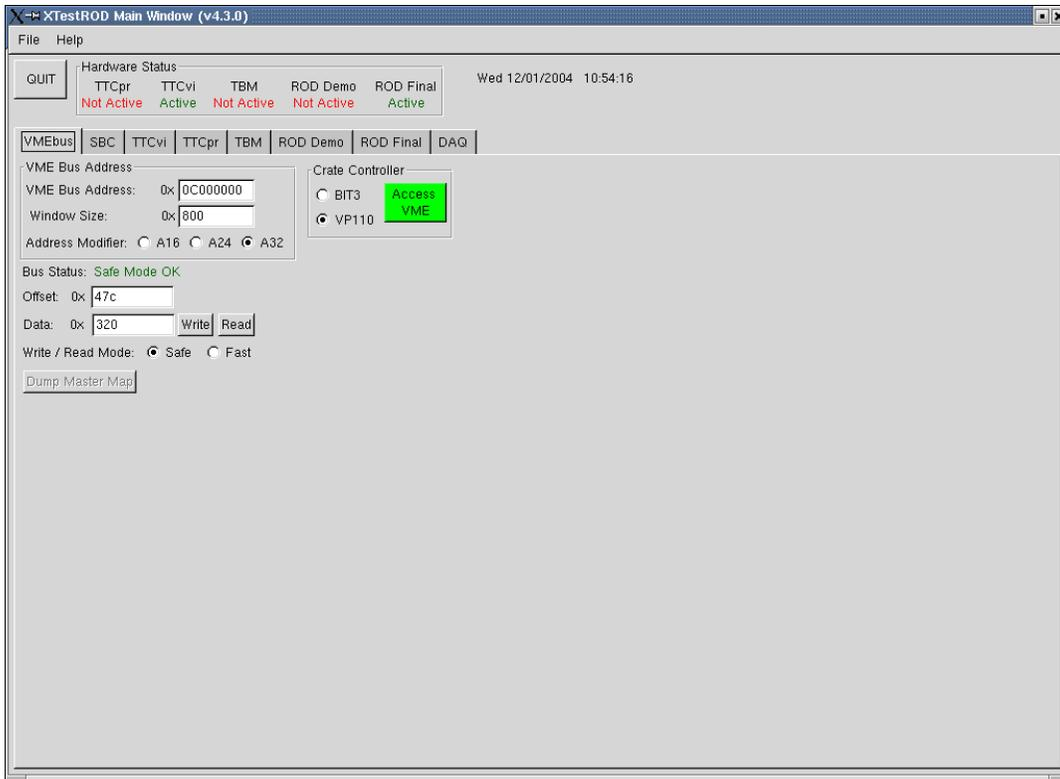 XTestROD Main Window (v4.3.0)
File Help
QUIT
Hardware Status
TTCpr TTCvi TBM ROD Demo ROD Final
Not Active Active Not Active Not Active Active
Wed 12/01/2004 10:54:16
VMEbus SBC TTCvi TTCpr TBM ROD Demo ROD Final DAQ
VME Bus Address
VME Bus Address: 0x 0C000000
Window Size: 0x 800
Address Modifier: A16 A24 A32
Crate Controller
BIT3
VP110
Access
VME
Bus Status: Safe Mode OK
Offset: 0x 47c
Data: 0x 320 Write Read
Write / Read Mode: Safe Fast
Dump Master Map